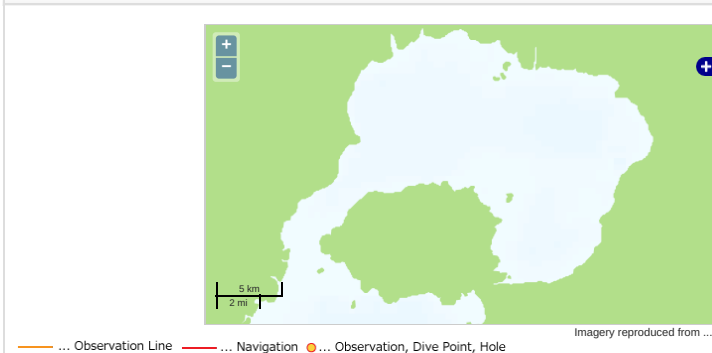 +
−
+
5 km
2 mi
Imagery reproduced from ...
... Observation Line ... Navigation ... Observation, Dive Point, Hole